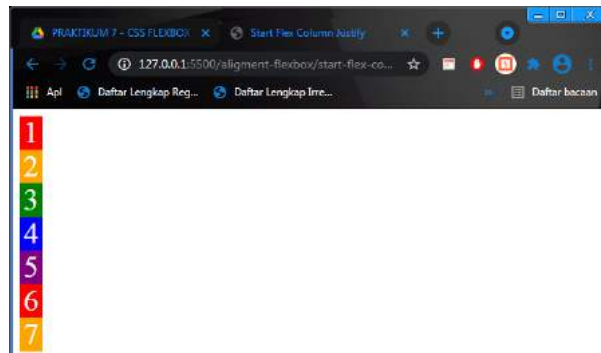 PRAKTIKUM 7 - CSS FLEXBOX
Start Flex Column Justify
127.0.0.1:5500/aligment-flexbox/start-flex-co...
Apl
Daftar Lengkap Reg...
Daftar Lengkap Irre...
Daftar bacaan
1
2
3
4
5
6
7